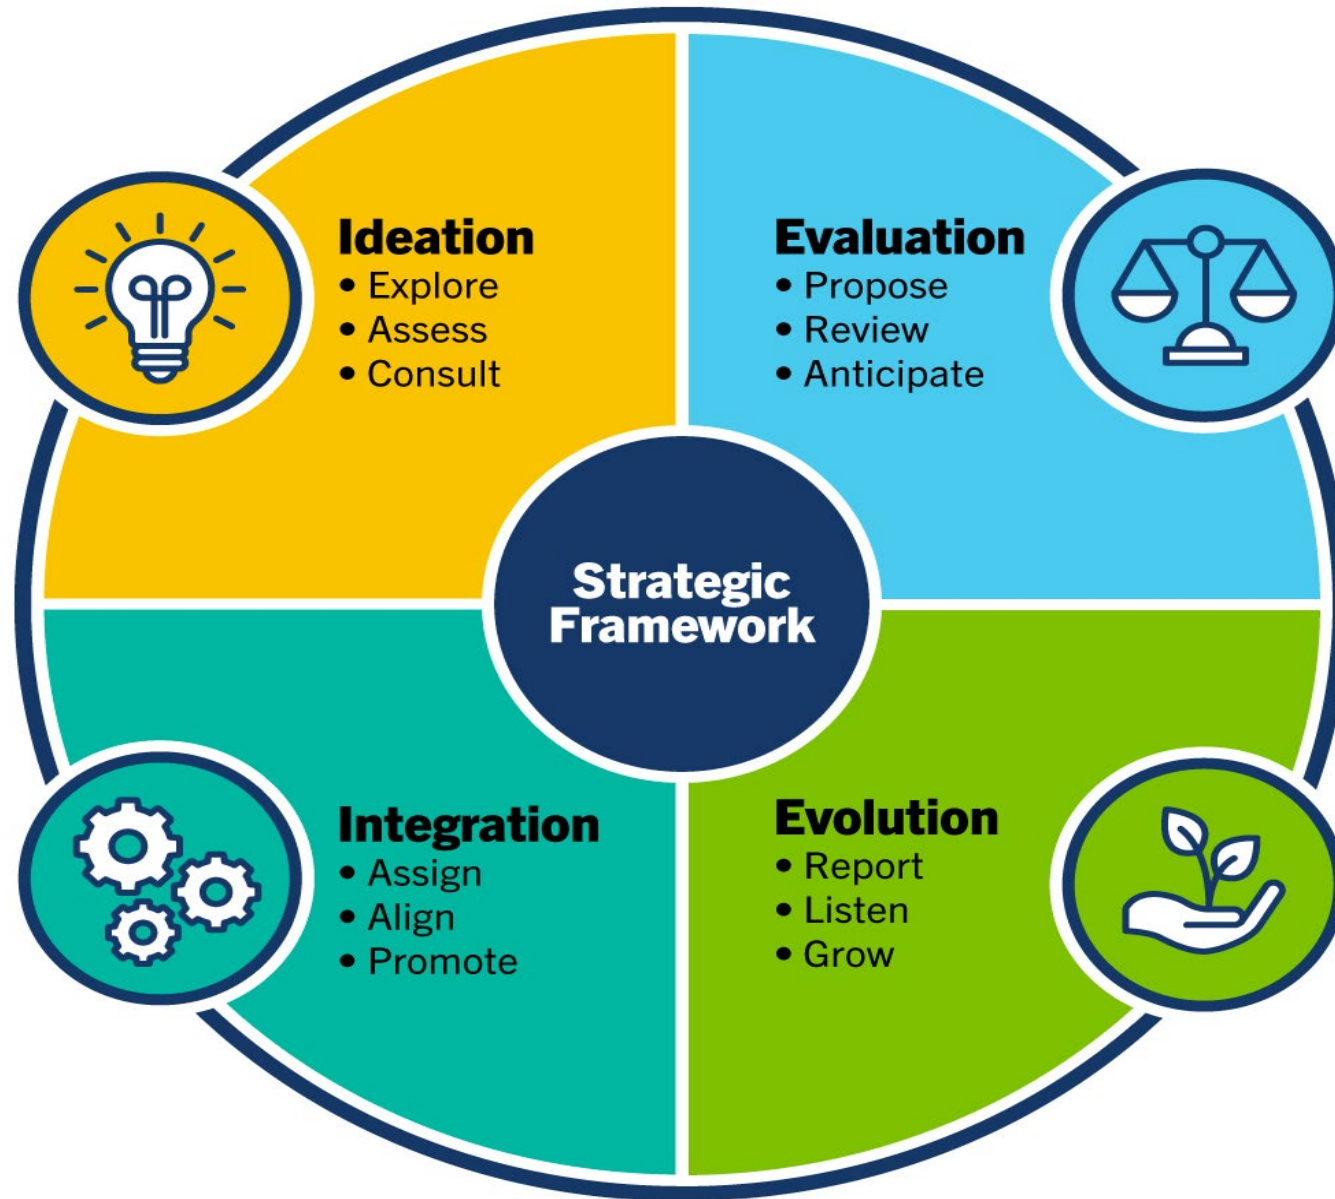 Ideation
• Explore
• Assess
• Consult
Evaluation
• Propose
• Review
• Anticipate
Strategic
Framework
Integration
• Assign
• Align
• Promote
Evolution
• Report
• Listen
• Grow